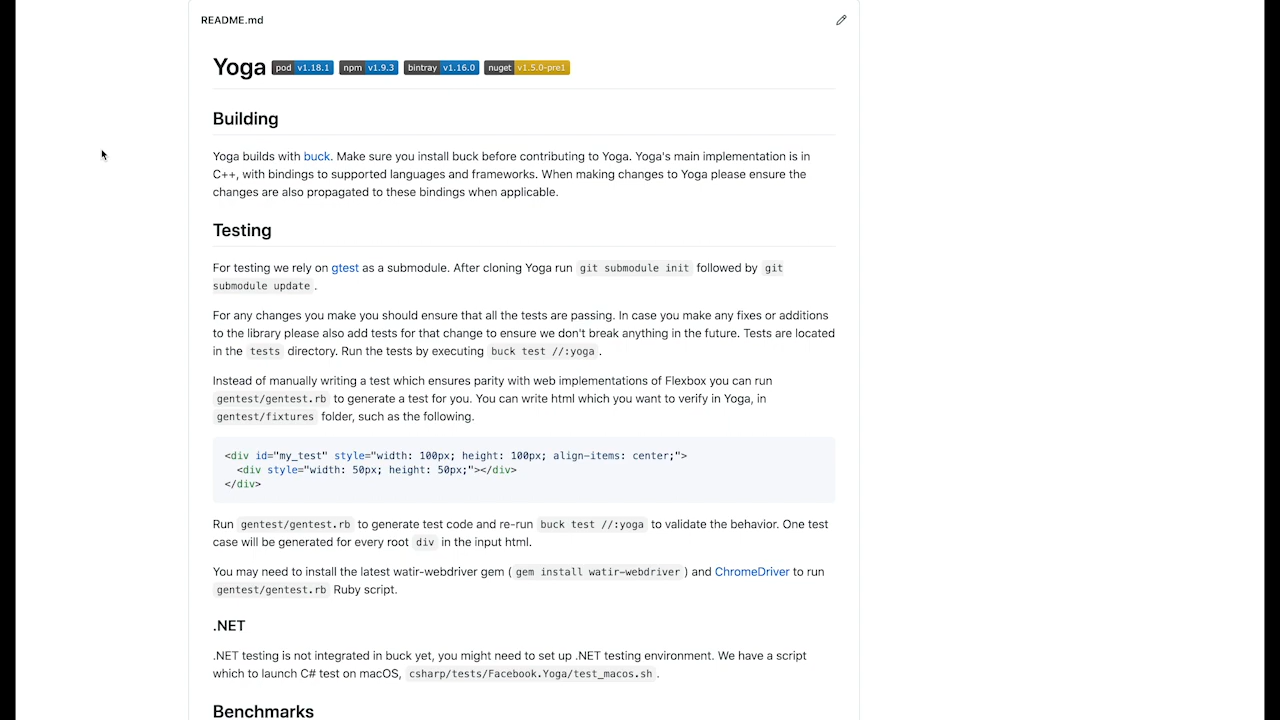 README.md
Yoga pod v1.18.1 npm v1.9.3 bintray v1.16.0 nuget v1.5.0-pre1
Building
Yoga builds with buck. Make sure you install buck before contributing to Yoga. Yoga's main implementation is in
C++, with bindings to supported languages and frameworks. When making changes to Yoga please ensure the
changes are also propagated to these bindings when applicable.
Testing
For testing we rely on gtest as a submodule. After cloning Yoga run git submodule init followed by git
submodule update .
For any changes you make you should ensure that all the tests are passing. In case you make any fixes or additions
to the library please also add tests for that change to ensure we don't break anything in the future. Tests are located
in the tests directory. Run the tests by executing buck test //:yoga .
Instead of manually writing a test which ensures parity with web implementations of Flexbox you can run
gentest/gentest.rb to generate a test for you. You can write html which you want to verify in Yoga, in
gentest/fixtures folder, such as the following.
<div id="my_test" style="width: 100px; height: 100px; align-items: center;">
<div style="width: 50px; height: 50px;"></div>
</div>
Run gentest/gentest.rb to generate test code and re-run buck test //:yoga to validate the behavior. One test
case will be generated for every root div in the input html.
You may need to install the latest watir-webdriver gem ( gem install watir-webdriver ) and ChromeDriver to run
gentest/gentest.rb Ruby script.
.NET
.NET testing is not integrated in buck yet, you might need to set up .NET testing environment. We have a script
which to launch C# test on macOS, csharp/tests/Facebook.Yoga/test_macos.sh .
Benchmarks